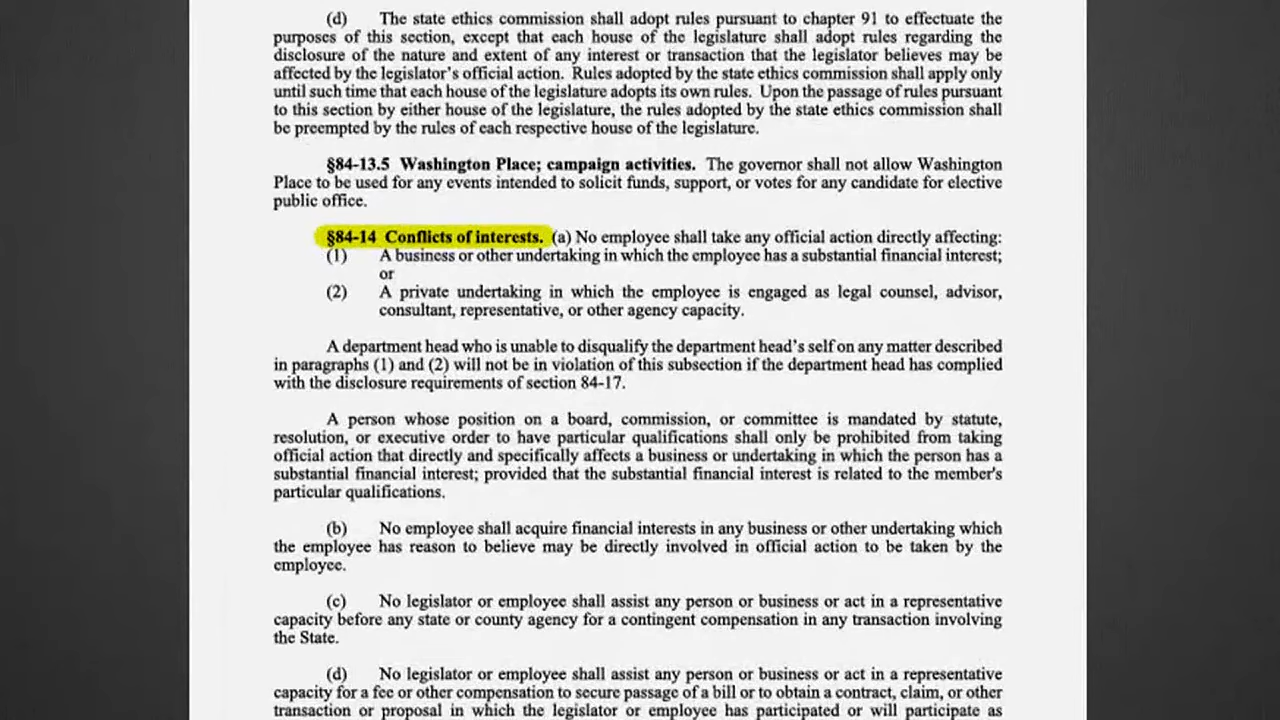 (d) The state ethics commission shall adopt rules pursuant to chapter 91 to effectuate the
purposes of this section, except that each house of the legislature shall adopt rules regarding the
disclosure of the nature and extent of any interest or transaction that the legislator believes may be
affected by the legislator's official action. Rules adopted by the state ethics commission shall apply only
until such time that each house of the legislature adopts its own rules. Upon the passage of rules pursuant
to this section by either house of the legislature, the rules adopted by the state ethics commission shall
be preempted by the rules of each respective house of the legislature.
§84-13.5 Washington Place; campaign activities. The governor shall not allow Washington
Place to be used for any events intended to solicit funds, support, or votes for any candidate for elective
public office.
§84-14 Conflicts of interests. (a) No employee shall take any official action directly affecting:
(1) A business or other undertaking in which the employee has a substantial financial interest;
or
(2) A private undertaking in which the employee is engaged as legal counsel, advisor,
consultant, representative, or other agency capacity.
A department head who is unable to disqualify the department head's self on any matter described
in paragraphs (1) and (2) will not be in violation of this subsection if the department head has complied
with the disclosure requirements of section 84-17.
A person whose position on a board, commission, or committee is mandated by statute,
resolution, or executive order to have particular qualifications shall only be prohibited from taking
official action that directly and specifically affects a business or undertaking in which the person has a
substantial financial interest; provided that the substantial financial interest is related to the member's
particular qualifications.
(b) No employee shall acquire financial interests in any business or other undertaking which
the employee has reason to believe may be directly involved in official action to be taken by the
employee.
(c) No legislator or employee shall assist any person or business or act in a representative
capacity before any state or county agency for a contingent compensation in any transaction involving
the State.
(d) No legislator or employee shall assist any person or business or act in a representative
capacity for a fee or other compensation to secure passage of a bill or to obtain a contract, claim, or other
transaction or proposal in which the legislator or employee has participated or will participate as